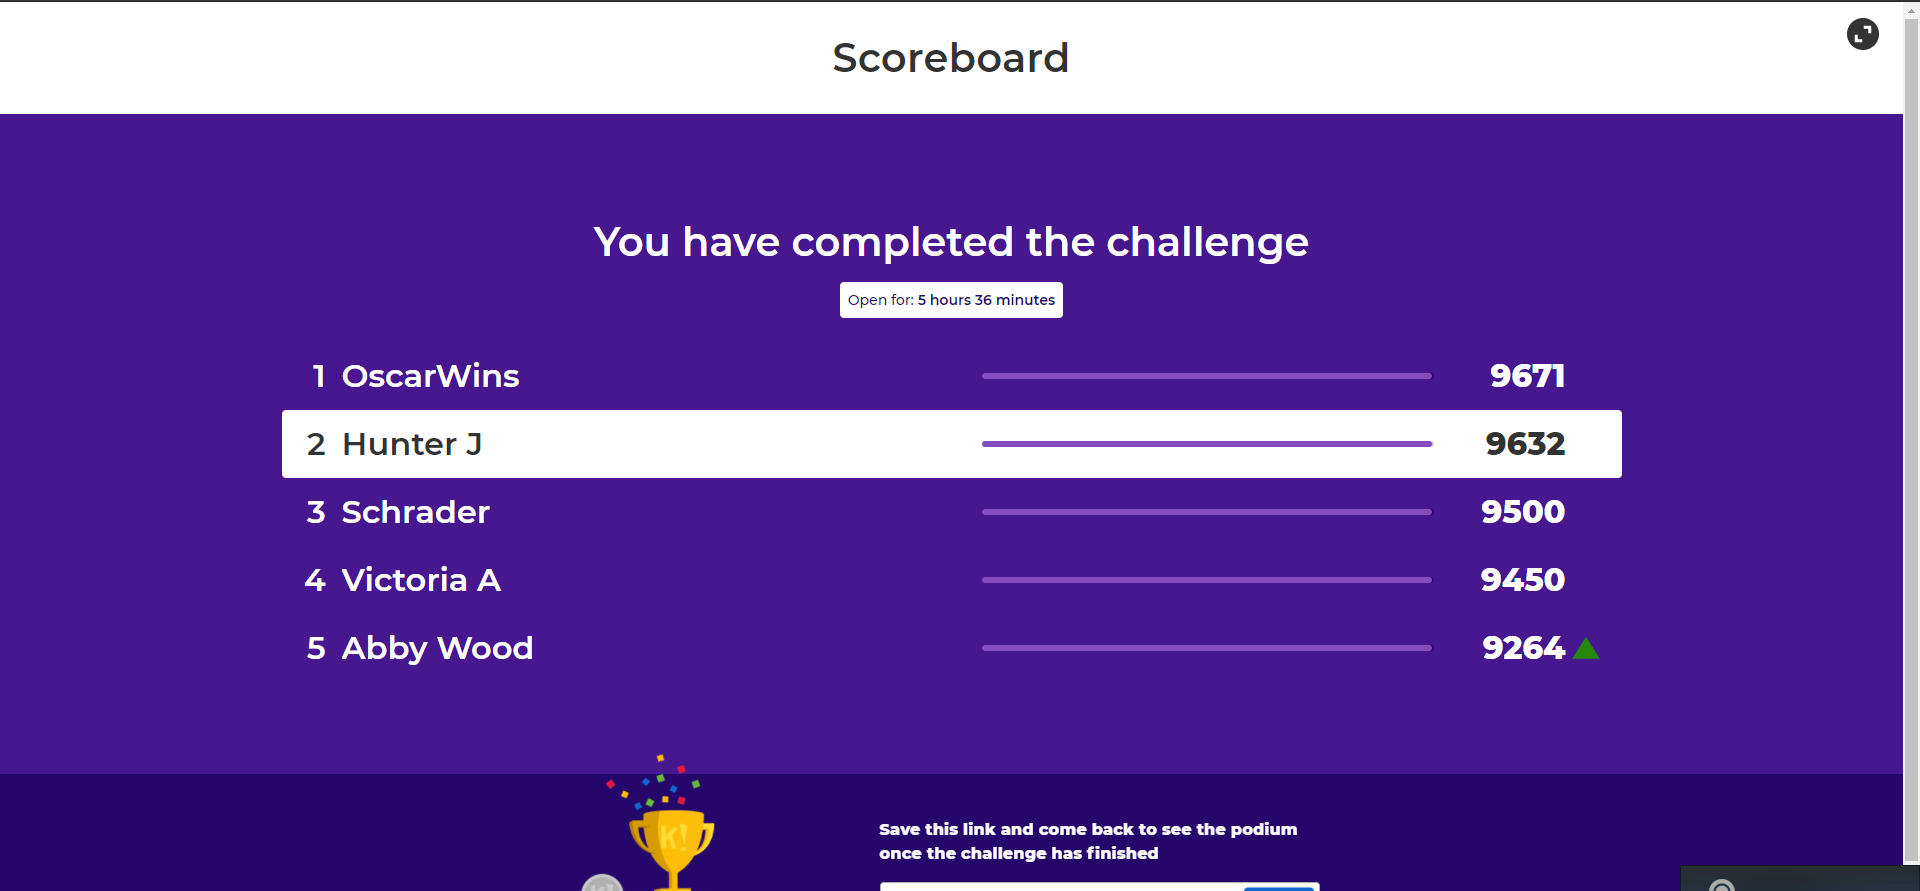 Scoreboard
You have completed the challenge
Open for: 5 hours 36 minutes
1 OscarWins 9671
2 Hunter J 9632
3 Schrader 9500
4 Victoria A 9450
5 Abby Wood 9264
K!
Save this link and come back to see the podium
once the challenge has finished